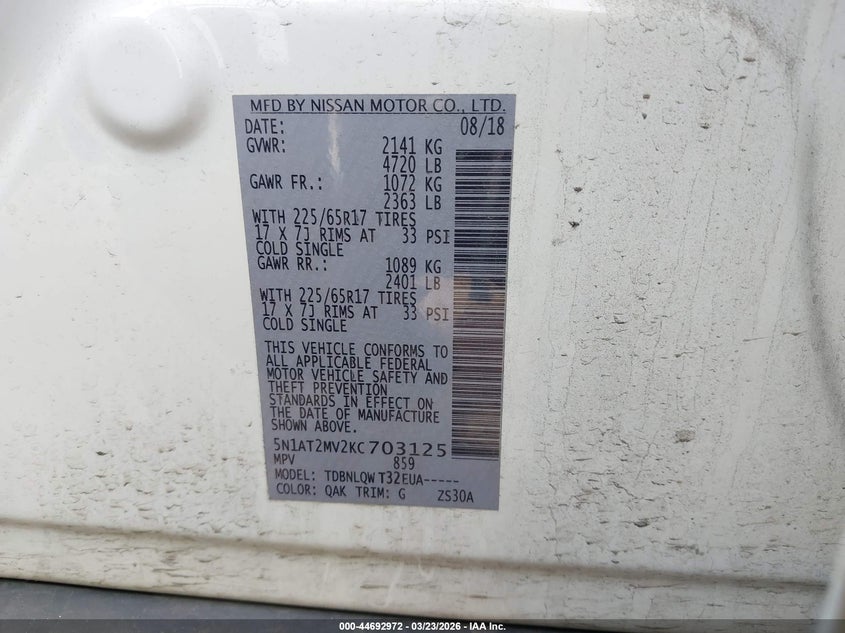 MFD BY NISSAN MOTOR CO., LTD.
DATE: 08/18
GVWR: 2141 KG
4720 LB
GAWR FR.: 1072 KG
2363 LB
WITH 225/65R17 TIRES
17 X 7J RIMS AT 33 PSI
COLD SINGLE
GAWR RR.: 1089 KG
2401 LB
WITH 225/65R17 TIRES
17 X 7J RIMS AT 33 PSI
COLD SINGLE
THIS VEHICLE CONFORMS TO
ALL APPLICABLE FEDERAL
MOTOR VEHICLE SAFETY AND
THEFT PREVENTION
STANDARDS IN EFFECT ON
THE DATE OF MANUFACTURE
SHOWN ABOVE.
5N1AT2MV2KC703125
MPV 859
MODEL: TDBNLQW T32EUA-----
COLOR: QAK TRIM: G ZS30A
000-44692972 - 03/23/2026 - IAA Inc.